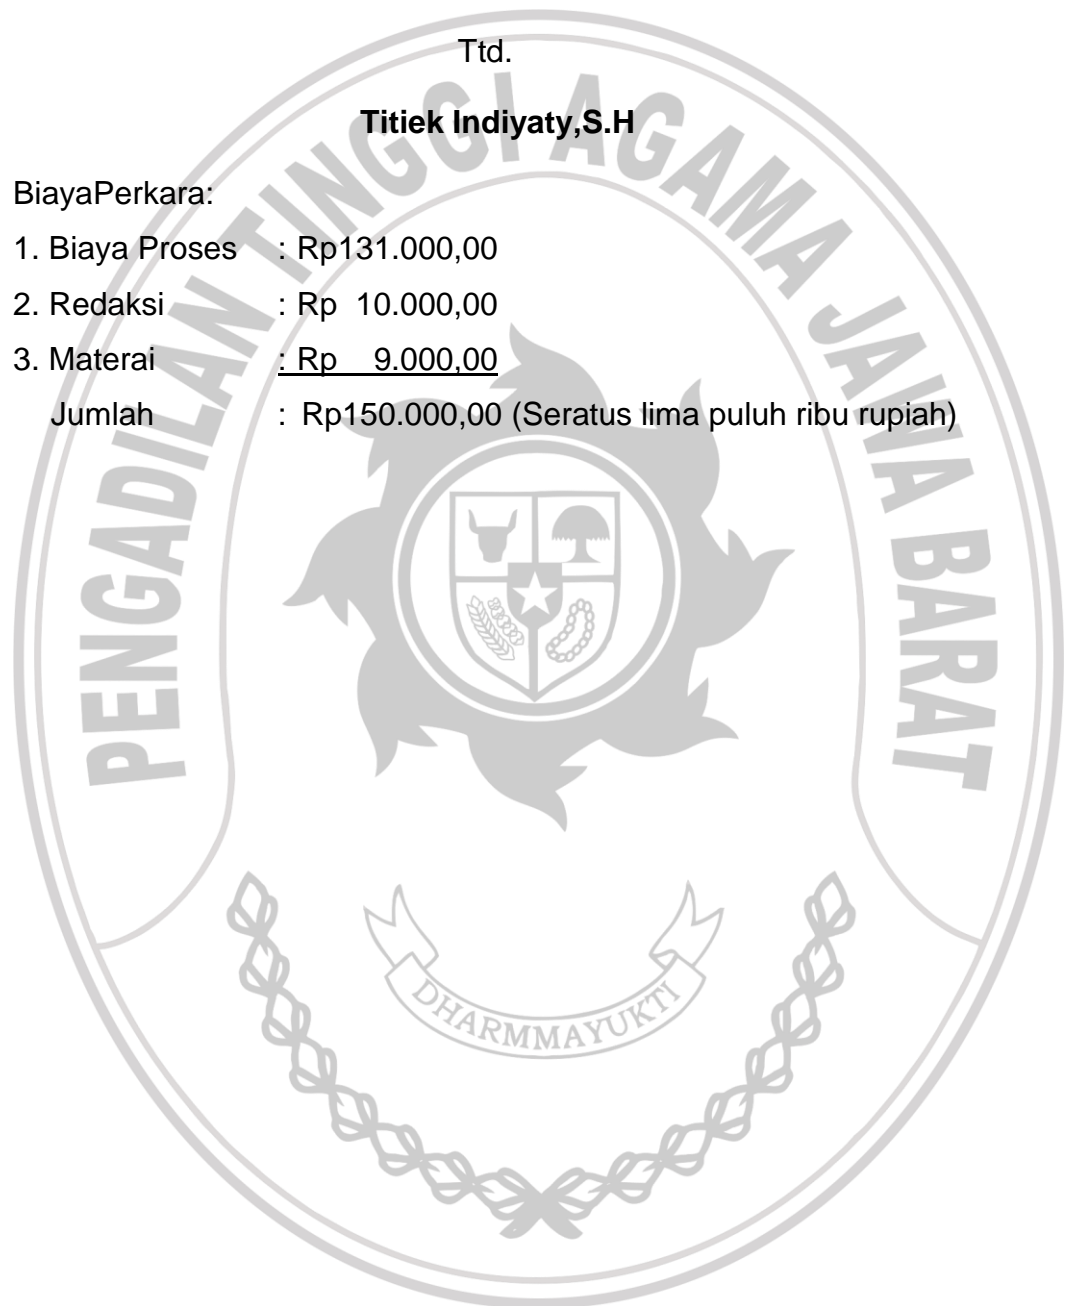 Ttd.
Titiek Indiyaty,S.H
BiayaPerkara:
1. Biaya Proses : Rp131.000,00
2. Redaksi : Rp 10.000,00
3. Materai : Rp 9.000,00
Jumlah : Rp150.000,00 (Seratus lima puluh ribu rupiah)
PENGADILAN TINGGI AGAMA JAWA BARAT
DHARMMAYUKTI